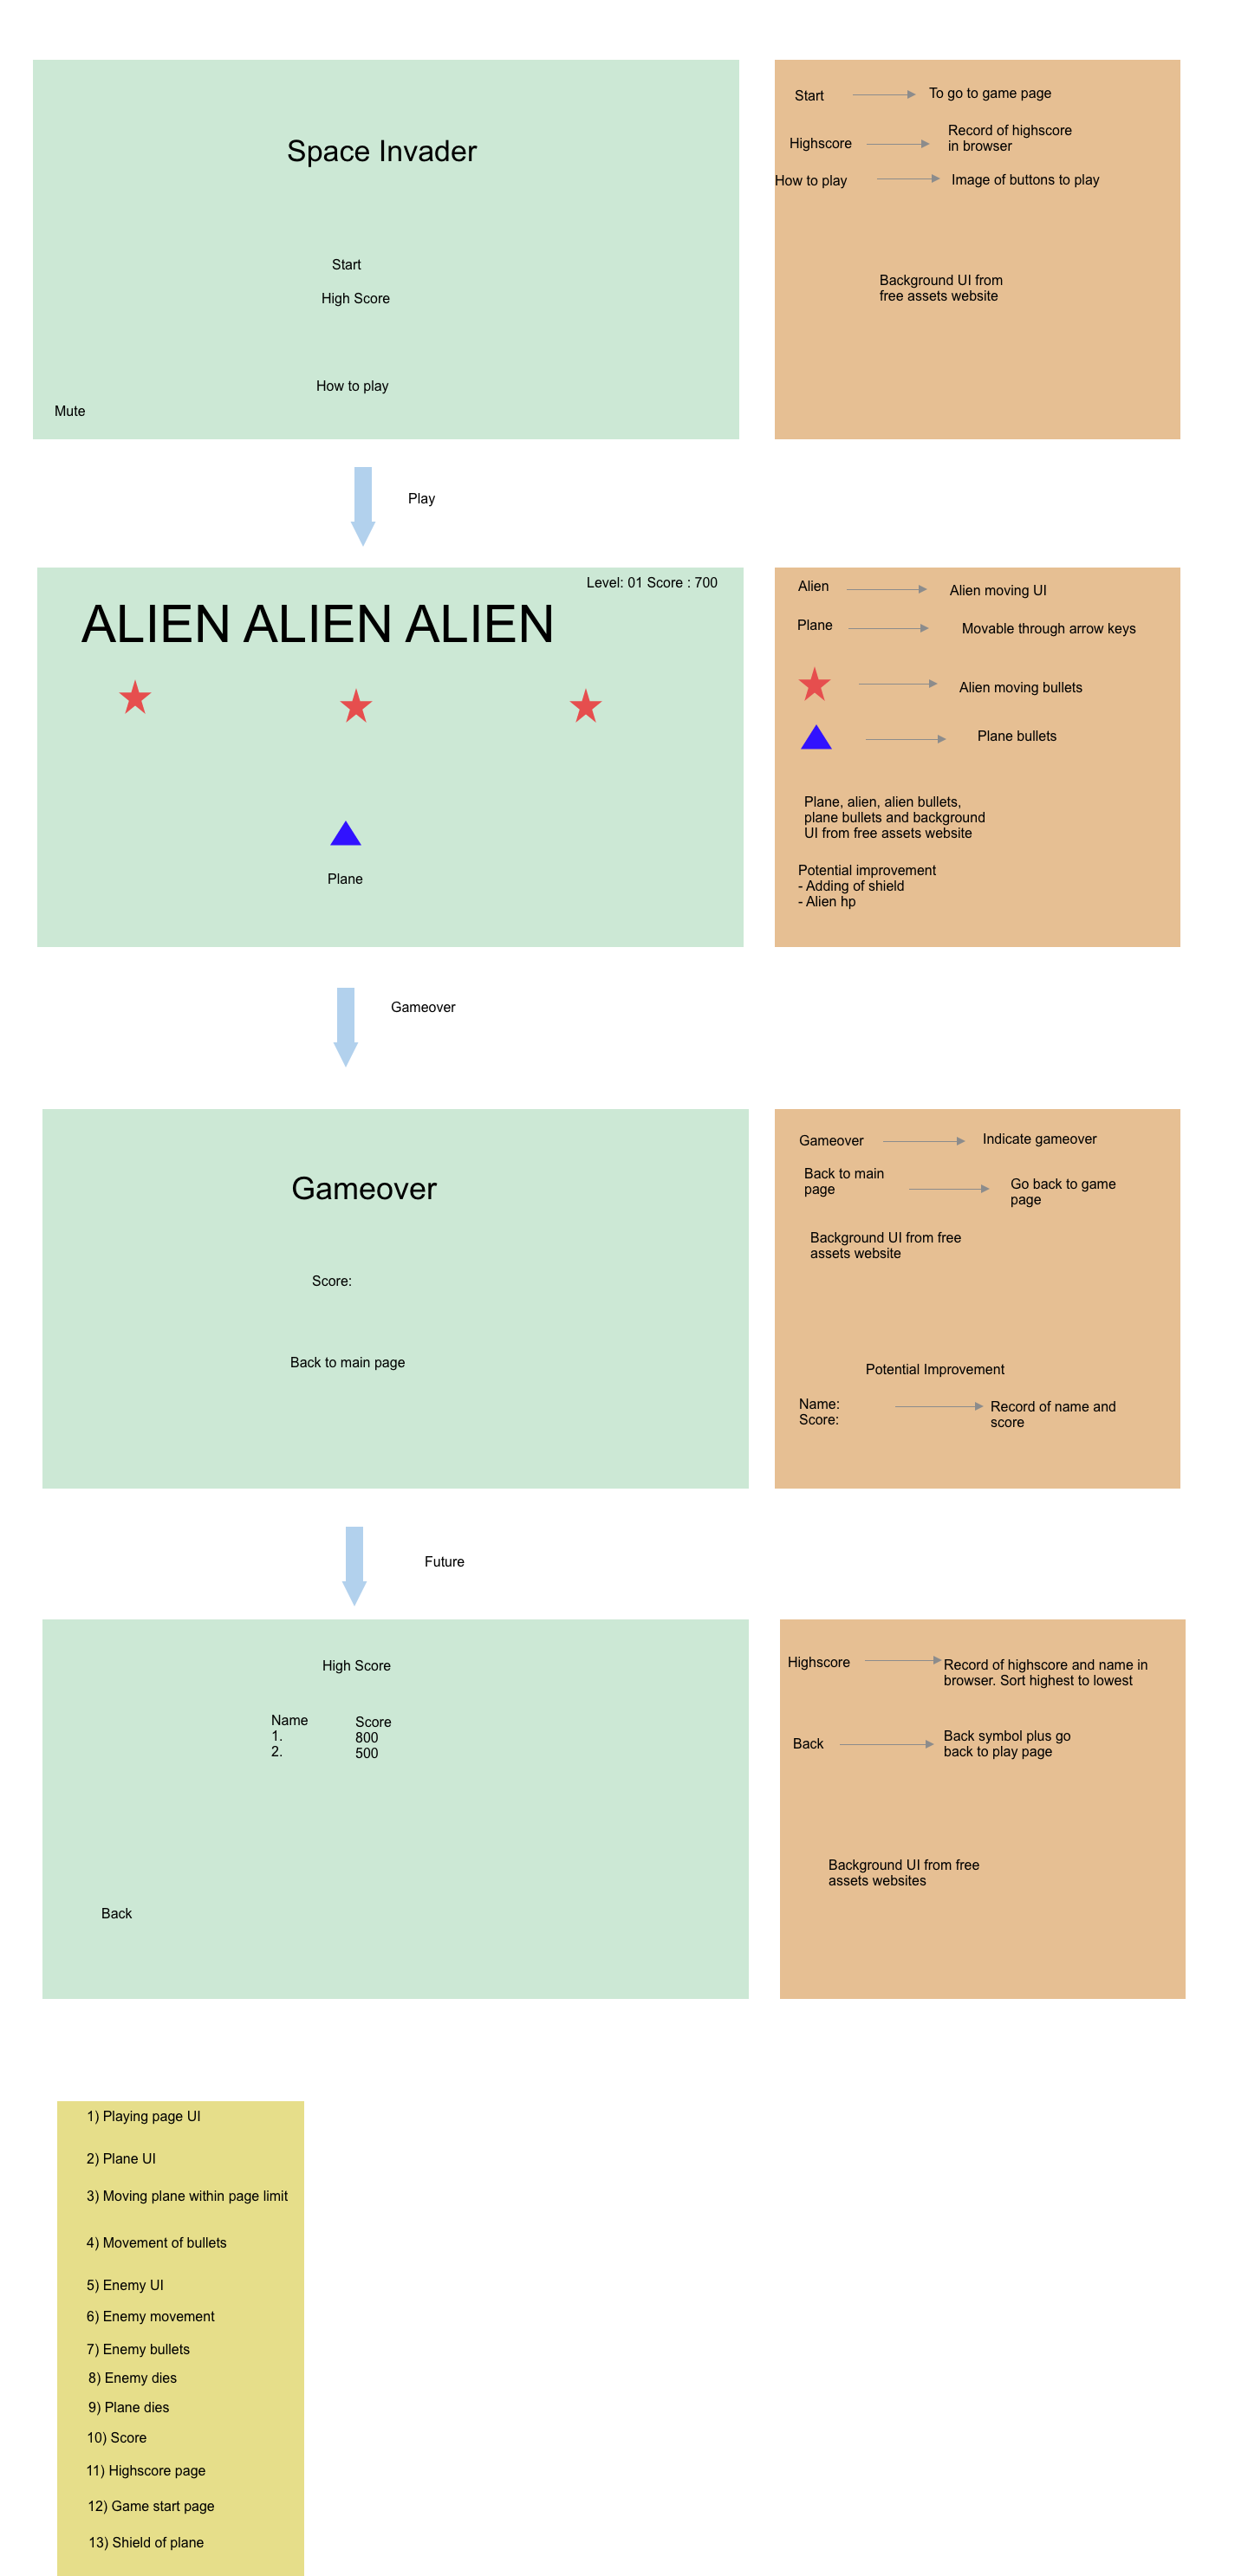 Space Invader
Start
High Score
How to play
Mute
Start
To go to game page
Highscore
Record of highscore
in browser
How to play
Image of buttons to play
Background UI from
free assets website
Play
Level: 01 Score : 700
ALIEN ALIEN ALIEN
Plane
Alien
Alien moving UI
Plane
Movable through arrow keys
Alien moving bullets
Plane bullets
Plane, alien, alien bullets,
plane bullets and background
UI from free assets website
Potential improvement
- Adding of shield
- Alien hp
Gameover
Gameover
Score:
Back to main page
Gameover
Indicate gameover
Back to main
page
Go back to game
page
Background UI from free
assets website
Potential Improvement
Name:
Score:
Record of name and
score
Future
High Score
Name
1.
2.
Score
800
500
Back
Highscore
Record of highscore and name in
browser. Sort highest to lowest
Back
Back symbol plus go
back to play page
Background UI from free
assets websites
1) Playing page UI
2) Plane UI
3) Moving plane within page limit
4) Movement of bullets
5) Enemy UI
6) Enemy movement
7) Enemy bullets
8) Enemy dies
9) Plane dies
10) Score
11) Highscore page
12) Game start page
13) Shield of plane